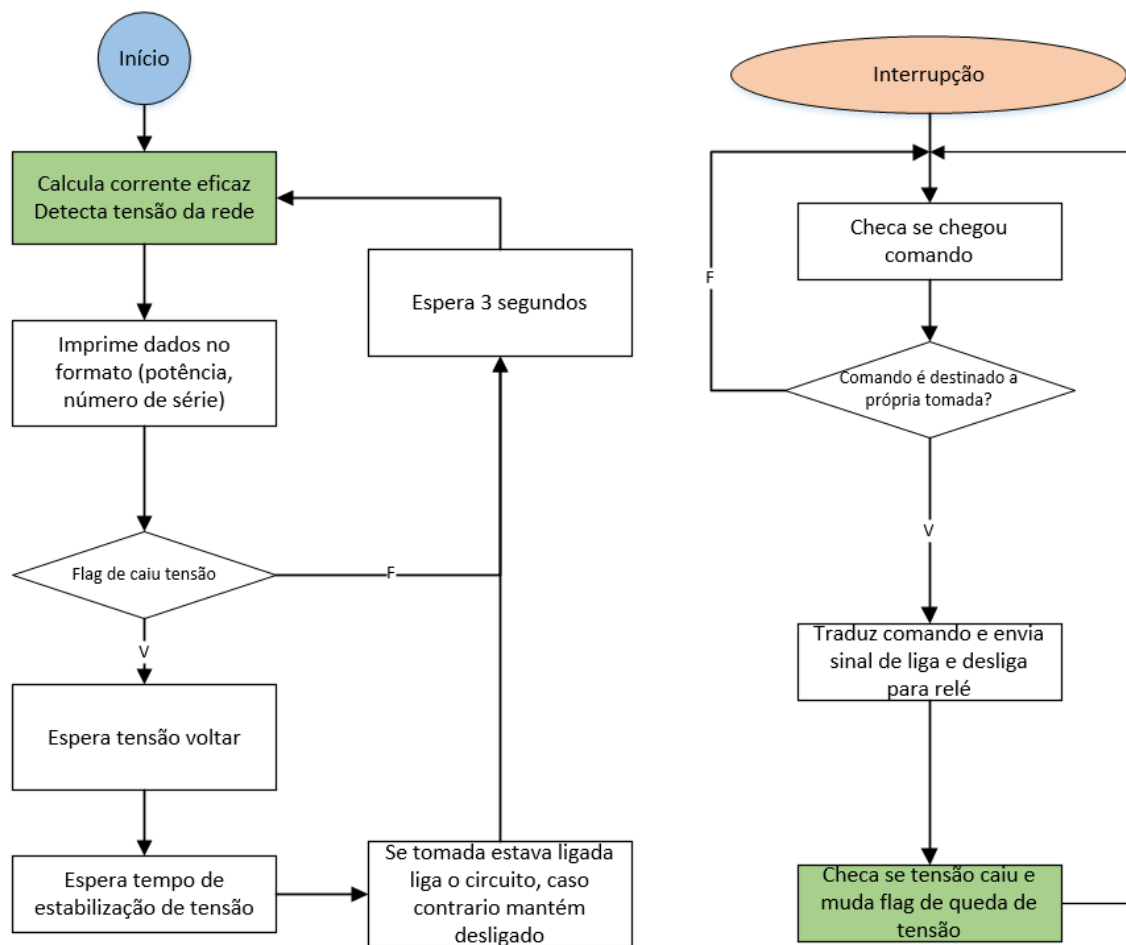 Início
Calcula corrente eficaz
Detecta tensão da rede
Imprime dados no
formato (potência,
número de série)
Flag de caiu tensão
F
V
Espera tensão voltar
Espera tempo de
estabilização de tensão
Se tomada estava ligada
liga o circuito, caso
contrario mantém
desligado
Espera 3 segundos
Interrupção
Checa se chegou
comando
F
Comando é destinado a
própria tomada?
V
Traduz comando e envia
sinal de liga e desliga
para relé
Checa se tensão caiu e
muda flag de queda de
tensão